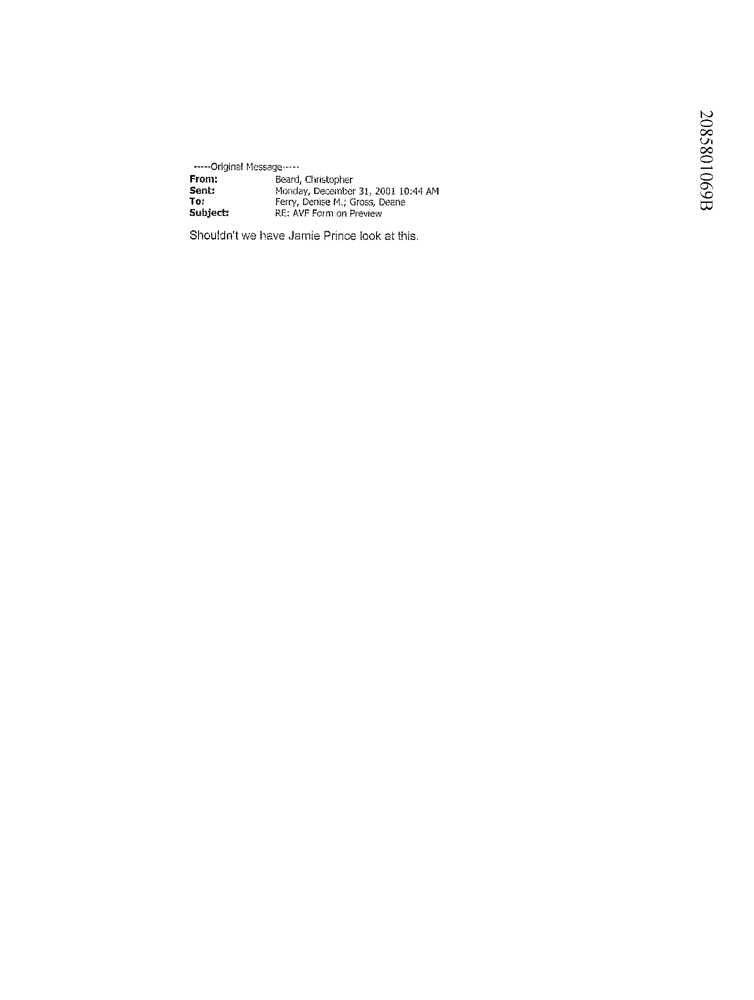 -----Original Message-----
From: Beard, Christopher
Sent: Monday, December 31, 2001 10:44 AM
To: Ferry, Denise M.; Gross, Deane
Subject: RE: AVF Form on Preview
Shouldn't we have Jamie Prince look at this.
2085801069B